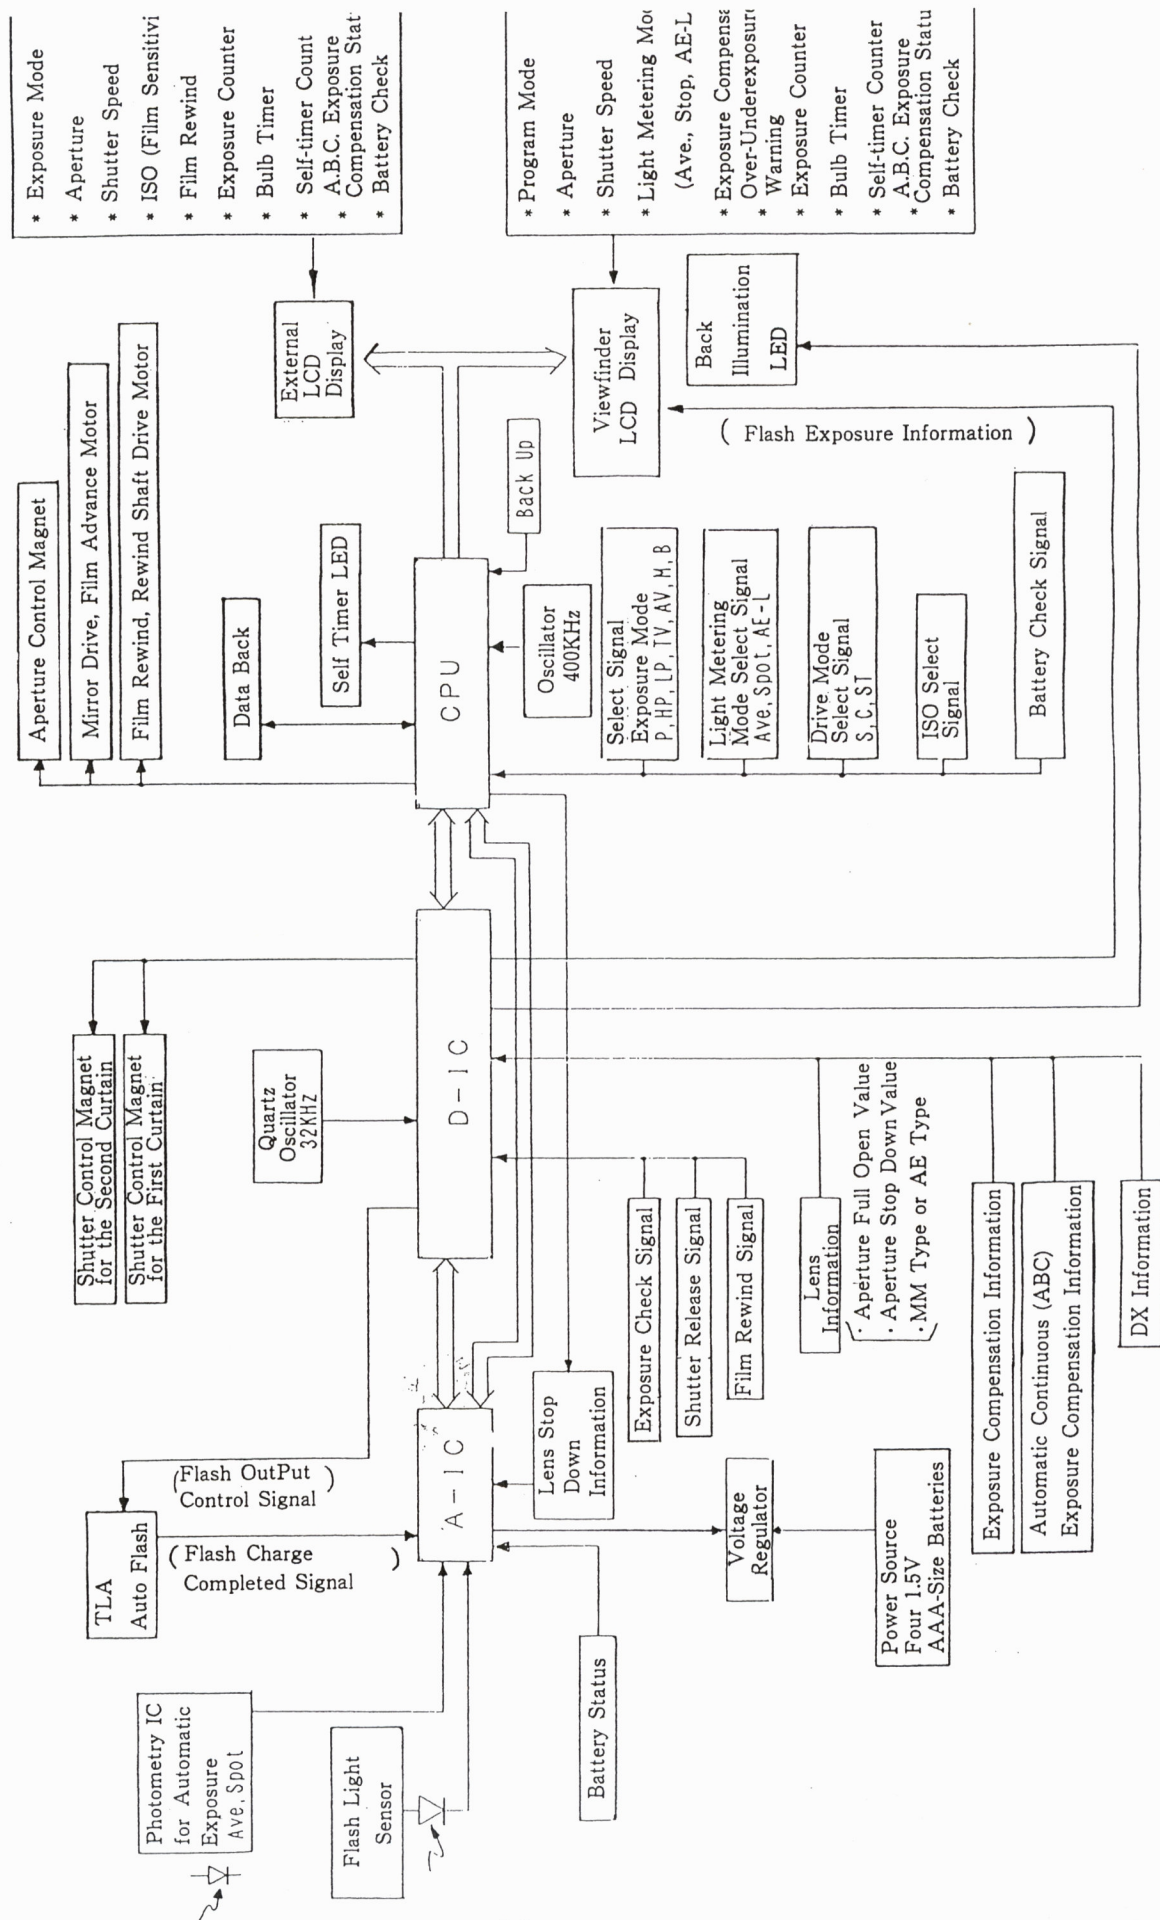 Photometry IC
for Automatic
Exposure
Ave, Spot
Flash Light
Sensor
Battery Status
TLA
Auto Flash
(Flash OutPut
Control Signal)
(Flash Charge
Completed Signal)
A-IC
Lens Stop
Down
Information
Voltage
Regulator
Power Source
Four 1.5V
AAA-Size Batteries
Shutter Control Magnet
for the Second Curtain
Shutter Control Magnet
for the First Curtain
Quartz
Oscillator
32KHZ
D-IC
Exposure Check Signal
Shutter Release Signal
Film Rewind Signal
Lens
Information
· Aperture Full Open Value
· Aperture Stop Down Value
· MM Type or AE Type
Exposure Compensation Information
Automatic Continuous (ABC)
Exposure Compensation Information
DX Information
Aperture Control Magnet
Mirror Drive, Film Advance Motor
Film Rewind, Rewind Shaft Drive Motor
Data Back
Self Timer LED
CPU
Back Up
Oscillator
400KHz
Select Signal
Exposure Mode
P, HP, LP, TV, AV, M, B
Light Metering
Mode Select Signal
Ave, Spot, AE-L
Drive Mode
Select Signal
S, C, ST
ISO Select
Signal
Battery Check Signal
External
LCD
Display
Viewfinder
LCD Display
Back
Illumination
LED
( Flash Exposure Information )
* Exposure Mode
* Aperture
* Shutter Speed
* ISO (Film Sensitivi
* Film Rewind
* Exposure Counter
* Bulb Timer
* Self-timer Count
A.B.C. Exposure
* Compensation Stat
* Battery Check
* Program Mode
* Aperture
* Shutter Speed
* Light Metering Mo
(Ave., Stop, AE-L
* Exposure Compensa
Over-Underexposure
* Warning
* Exposure Counter
* Bulb Timer
* Self-timer Counter
A.B.C. Exposure
* Compensation Statu
* Battery Check